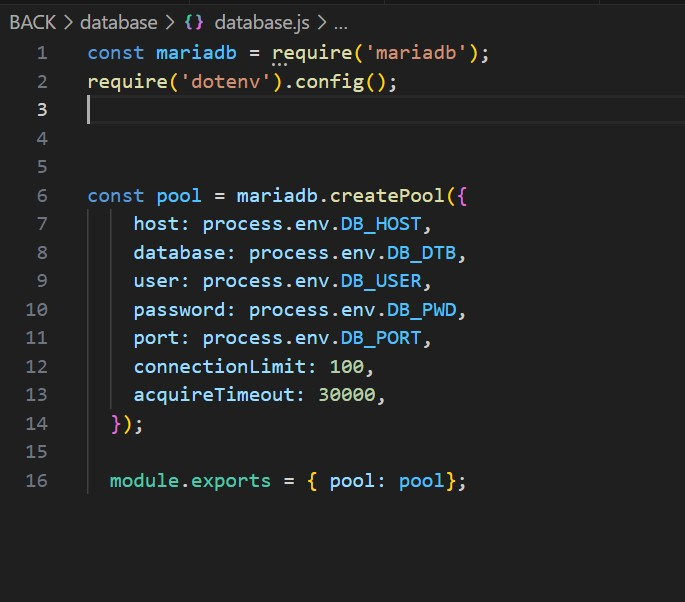 BACK > database > {} database.js > ...
1 const mariadb = require('mariadb');
2 require('dotenv').config();
3
4
5
6 const pool = mariadb.createPool({
7 host: process.env.DB_HOST,
8 database: process.env.DB_DTB,
9 user: process.env.DB_USER,
10 password: process.env.DB_PWD,
11 port: process.env.DB_PORT,
12 connectionLimit: 100,
13 acquireTimeout: 30000,
14 });
15
16 module.exports = { pool: pool};